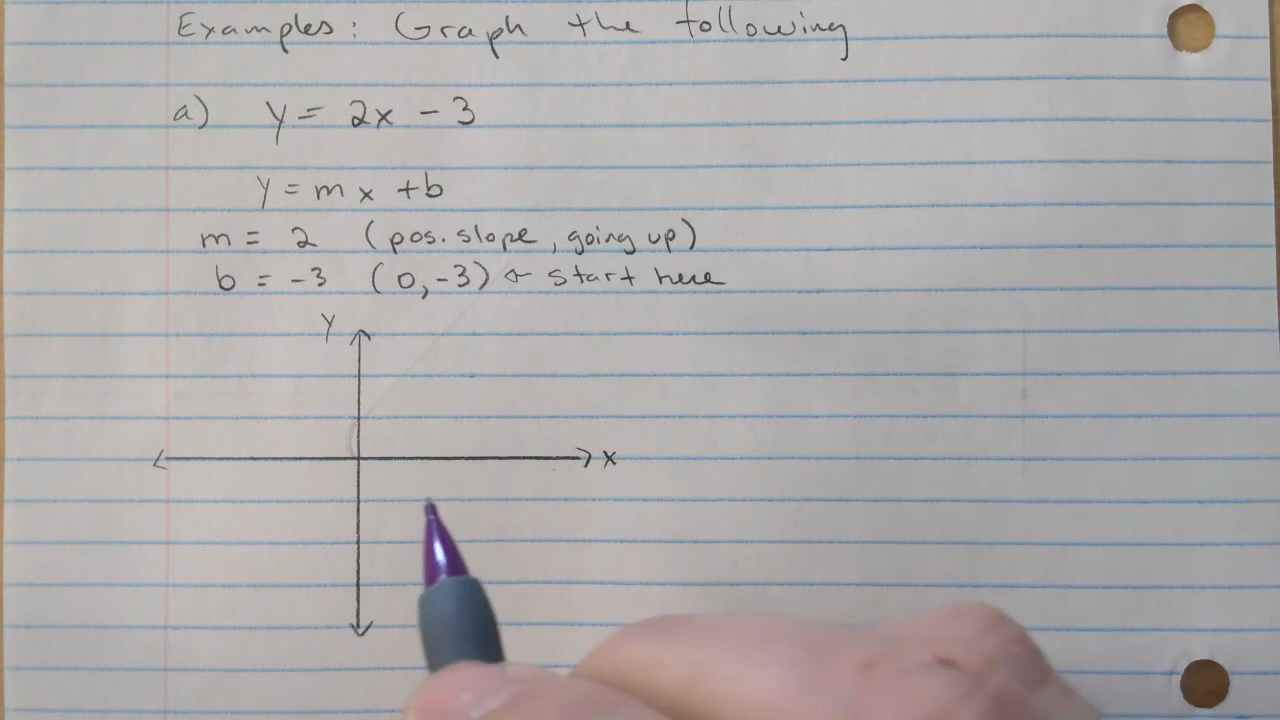 Examples: Graph the following
a) y = 2x - 3
y = mx + b
m = 2 (pos. slope, going up)
b = -3 (0, -3) ← start here
Y
X